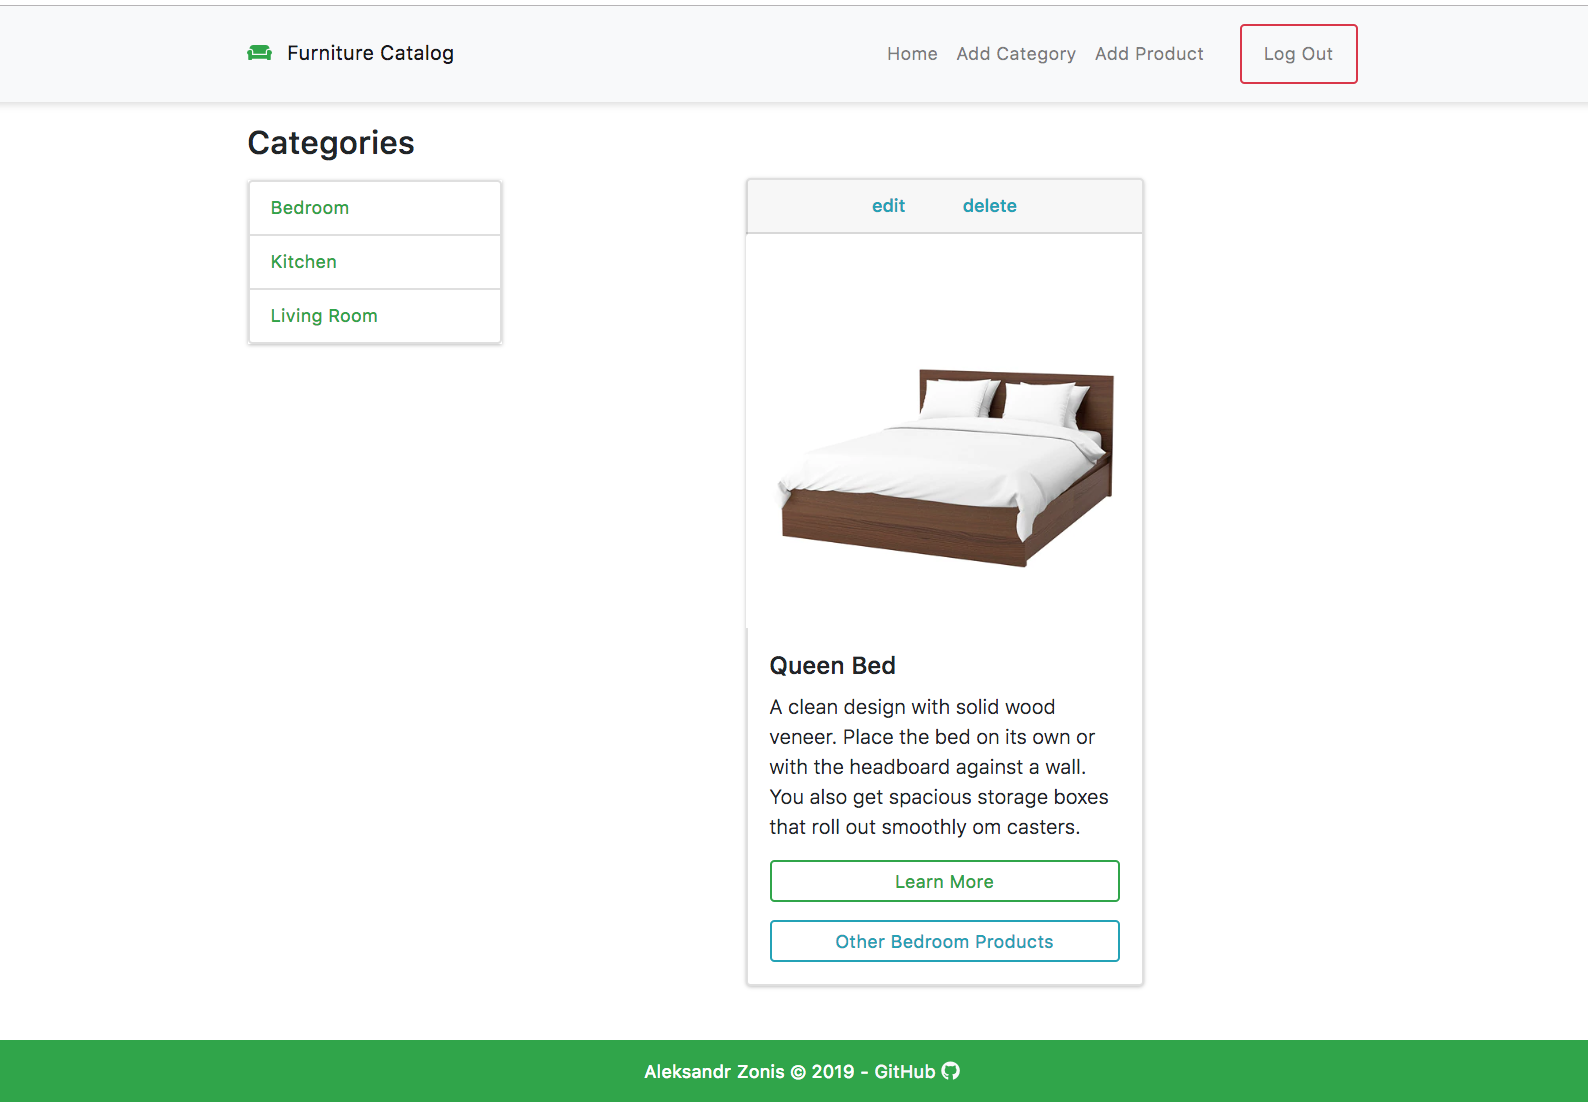 Furniture Catalog
Home Add Category Add Product Log Out
Categories
Bedroom
Kitchen
Living Room
edit delete
Queen Bed
A clean design with solid wood
veneer. Place the bed on its own or
with the headboard against a wall.
You also get spacious storage boxes
that roll out smoothly om casters.
Learn More
Other Bedroom Products
Aleksandr Zonis © 2019 - GitHub